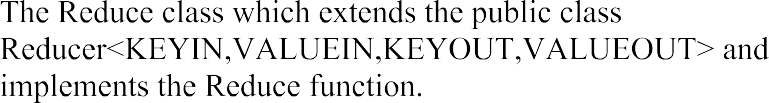 The Reduce class which extends the public class
Reducer<KEYIN,VALUEIN,KEYOUT,VALUEOUT> and
implements the Reduce function.